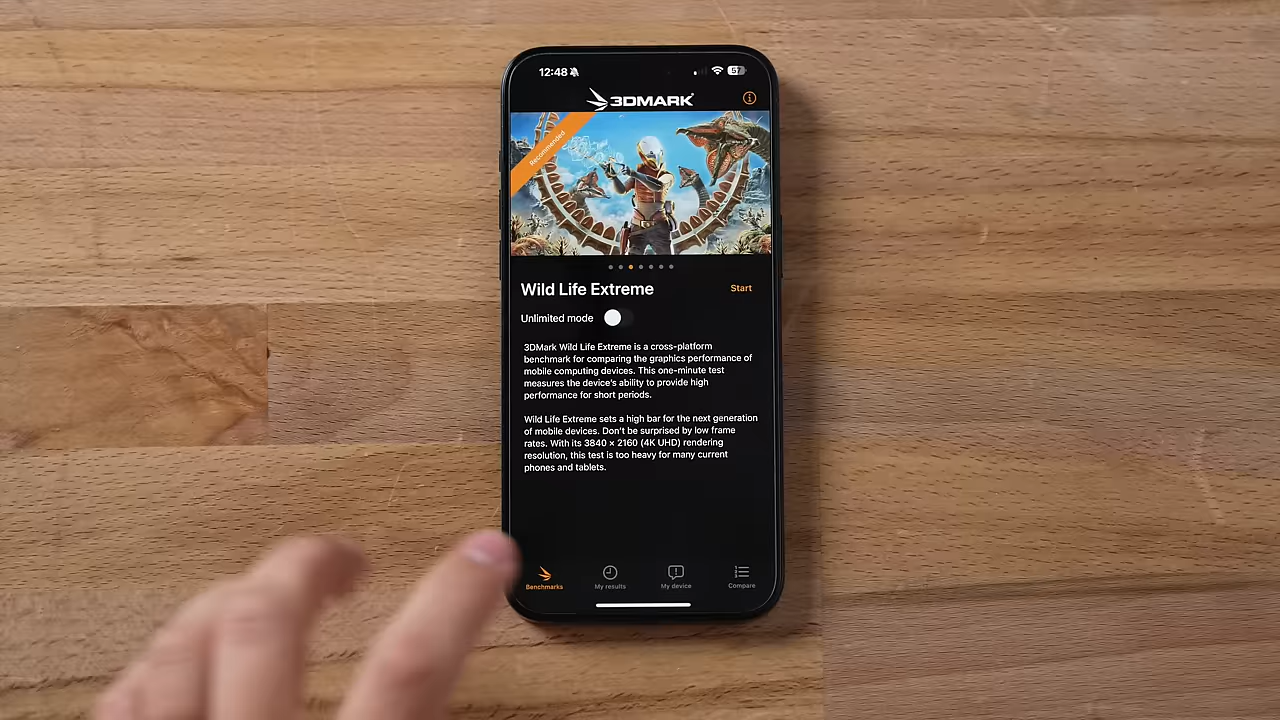 12:48
57
3DMARK
Recommended
Wild Life Extreme
Start
Unlimited mode
3DMark Wild Life Extreme is a cross-platform
benchmark for comparing the graphics performance of
mobile computing devices. This one-minute test
measures the device's ability to provide high
performance for short periods.
Wild Life Extreme sets a high bar for the next generation
of mobile devices. Don't be surprised by low frame
rates. With its 3840 × 2160 (4K UHD) rendering
resolution, this test is too heavy for many current
phones and tablets.
Benchmarks
My results
My device
Compare